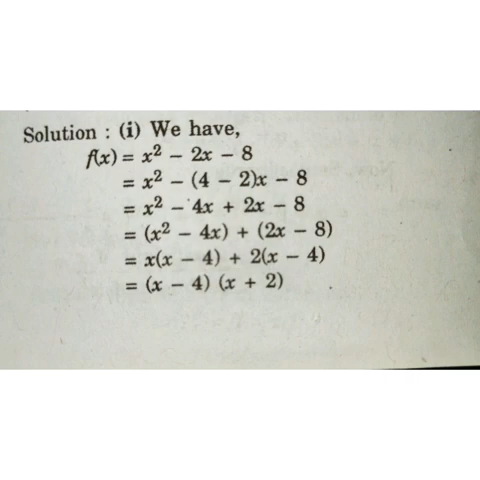 Solution : (i) We have,
f(x) = x² − 2x − 8
= x² − (4 − 2)x − 8
= x² − 4x + 2x − 8
= (x² − 4x) + (2x − 8)
= x(x − 4) + 2(x − 4)
= (x − 4) (x + 2)